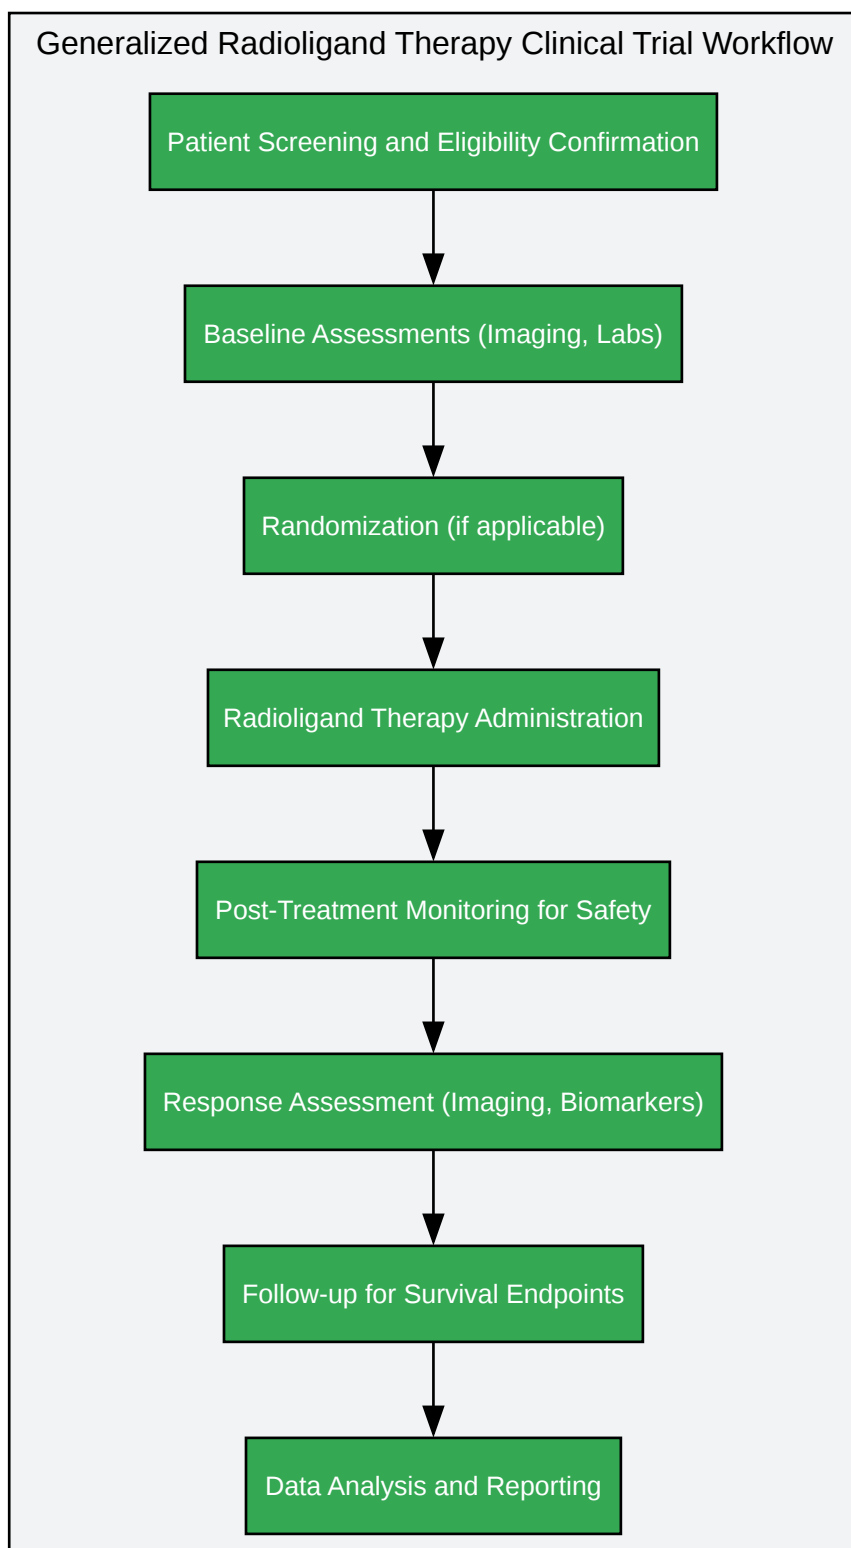 Generalized Radioligand Therapy Clinical Trial Workflow
Patient Screening and Eligibility Confirmation
Baseline Assessments (Imaging, Labs)
Randomization (if applicable)
Radioligand Therapy Administration
Post-Treatment Monitoring for Safety
Response Assessment (Imaging, Biomarkers)
Follow-up for Survival Endpoints
Data Analysis and Reporting